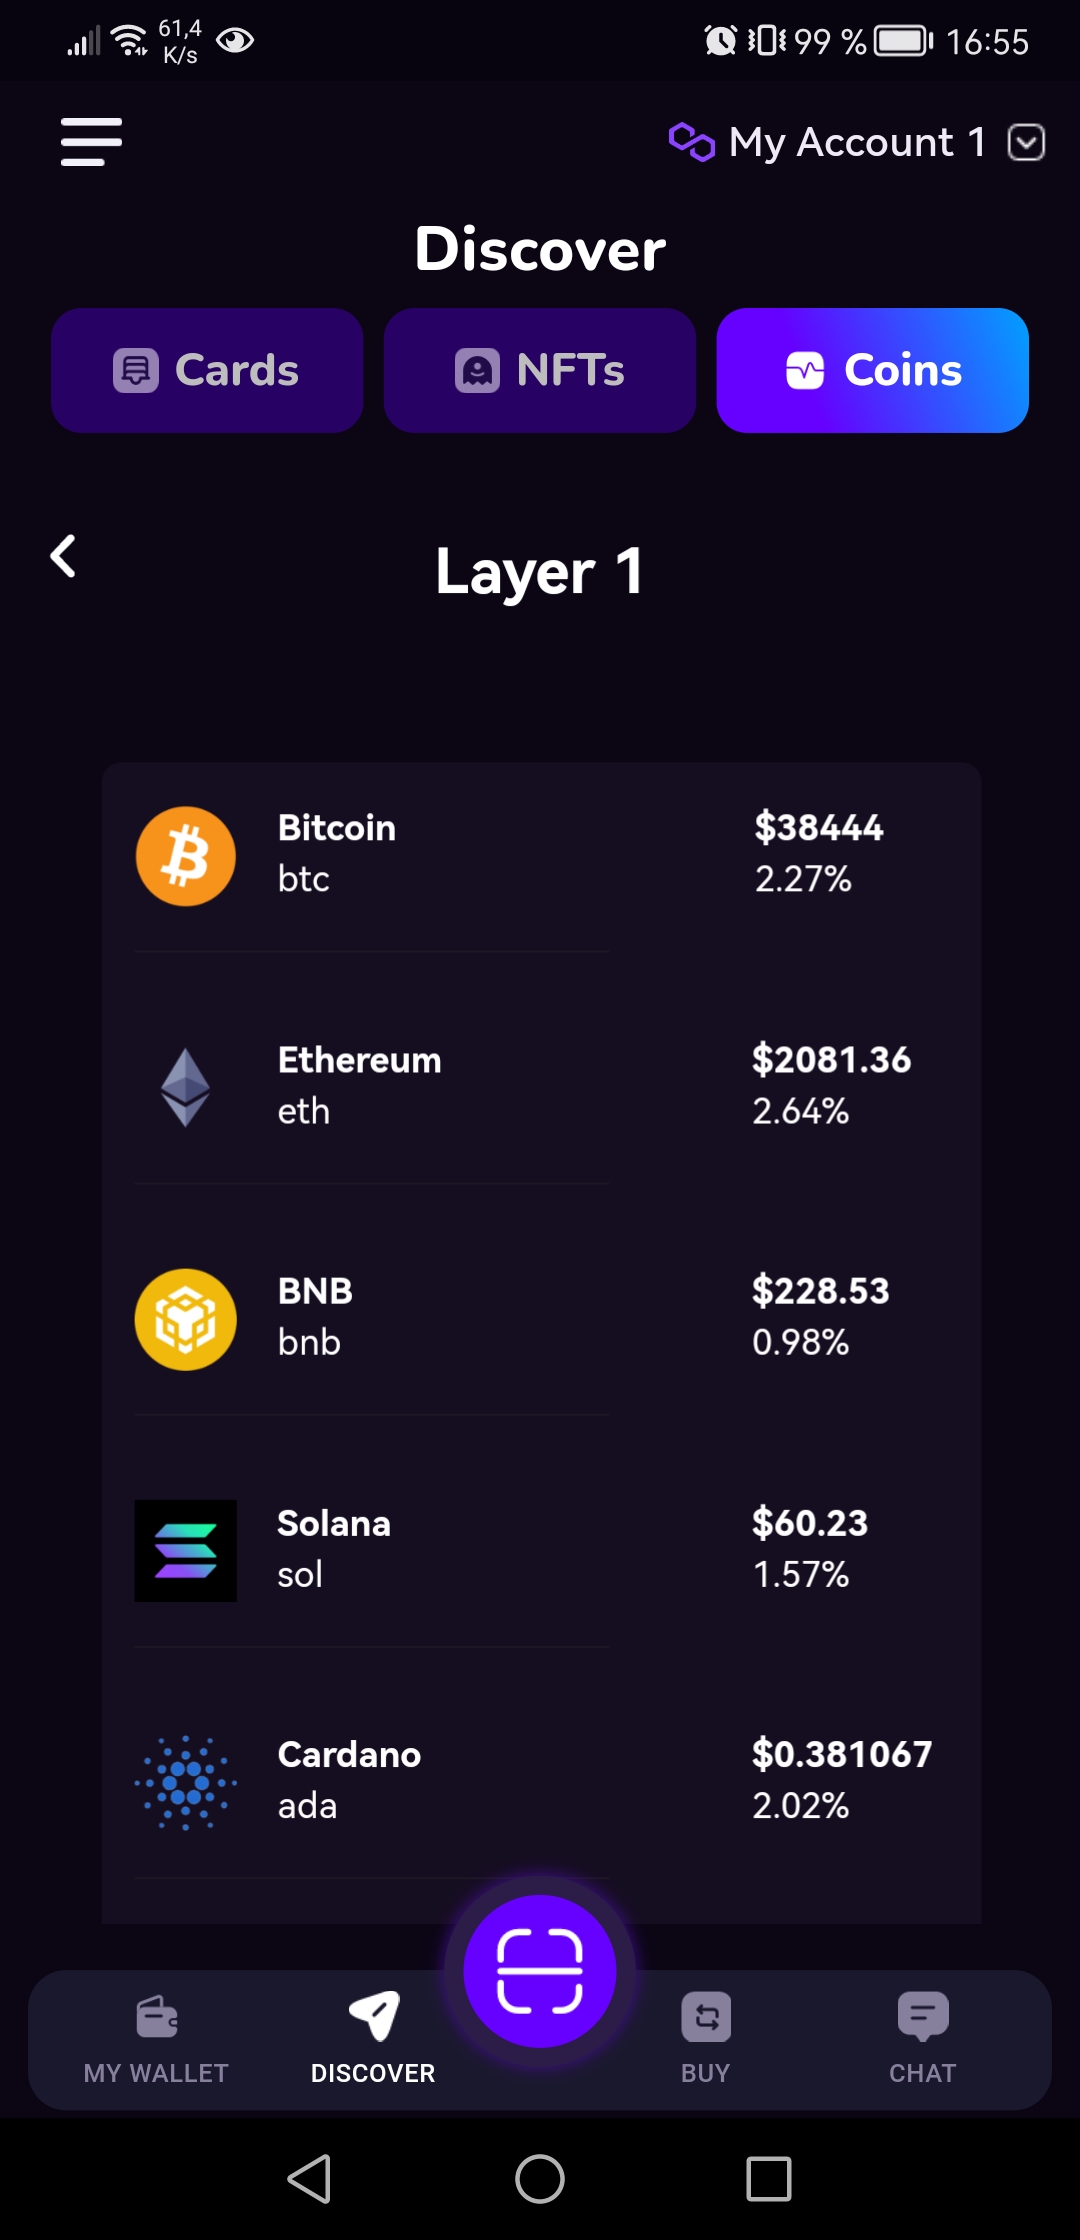 61,4
K/s
99 %
16:55
My Account 1
Discover
Cards
NFTs
Coins
Layer 1
Bitcoin
$38444
btc
2.27%
Ethereum
$2081.36
eth
2.64%
BNB
$228.53
bnb
0.98%
Solana
$60.23
sol
1.57%
Cardano
$0.381067
ada
2.02%
MY WALLET
DISCOVER
BUY
CHAT